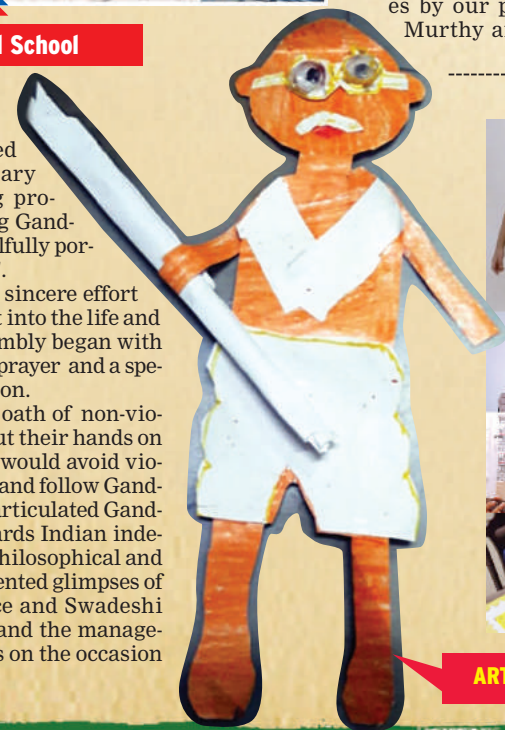 School
ed
ary
pro-
Gand-
lfully por-
sincere effort
into the life and
mbly began with
prayer and a spe-
on.
oath of non-vio-
ut their hands on
would avoid vio-
and follow Gand-
rticulated Gand-
ards Indian inde-
hilosophical and
ented glimpses of
ce and Swadeshi
and the manage-
s on the occasion
es by our p
Murthy a
ART